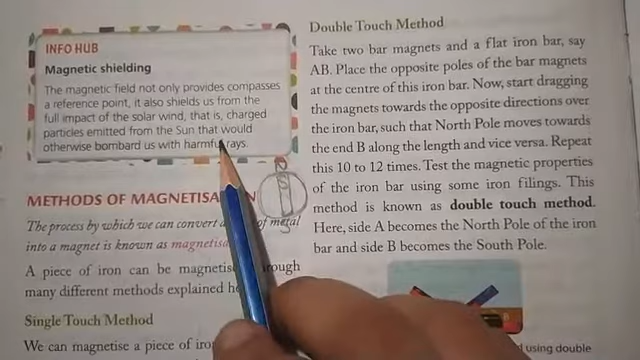 INFO HUB
Magnetic shielding
The magnetic field not only provides compasses
a reference point, it also shields us from the
full impact of the solar wind, that is, charged
particles emitted from the Sun that would
otherwise bombard us with harmful rays.
METHODS OF MAGNETISATION
The process by which we can convert of metal
into a magnet is known as
A piece of iron can be through
many different methods explained
Single Touch Method
We can magnetise a piece of
Double Touch Method
Take two bar magnets and a flat iron bar, say
AB. Place the opposite poles of the bar magnets
at the centre of this iron bar. Now, start dragging
the magnets towards the opposite directions over
the iron bar, such that North Pole moves towards
the end B along the length and vice versa. Repeat
this 10 to 12 times. Test the magnetic properties
of the iron bar using some iron filings. This
method is known as double touch method.
Here, side A becomes the North Pole of the iron
bar and side B becomes the South Pole.
B
using double